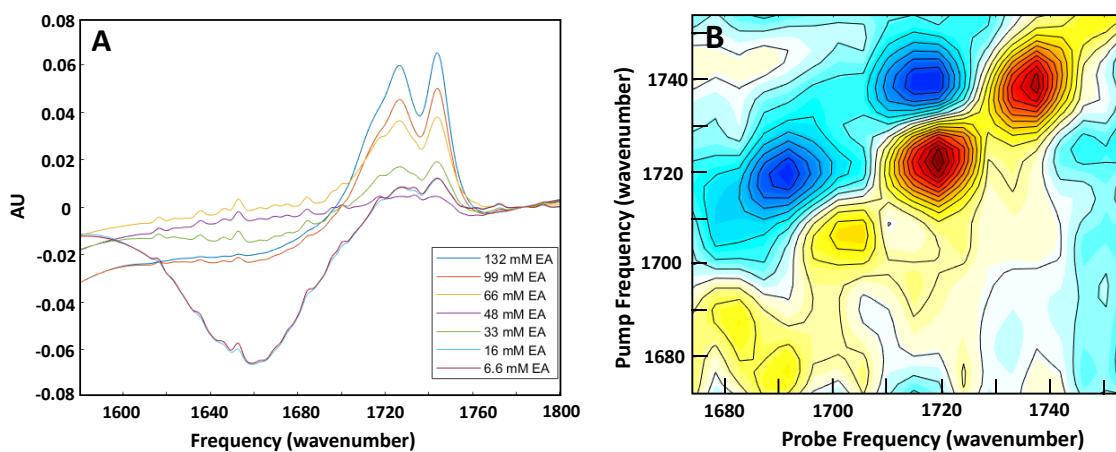 A
0.08
0.06
0.04
0.02
0
-0.02
-0.04
-0.06
-0.08
AU
1600
1640
1680
1720
1760
1800
Frequency (wavenumber)
132 mM EA
99 mM EA
66 mM EA
48 mM EA
33 mM EA
16 mM EA
6.6 mM EA
B
1740
1720
1700
1680
Pump Frequency (wavenumber)
1680
1700
1720
1740
Probe Frequency (wavenumber)